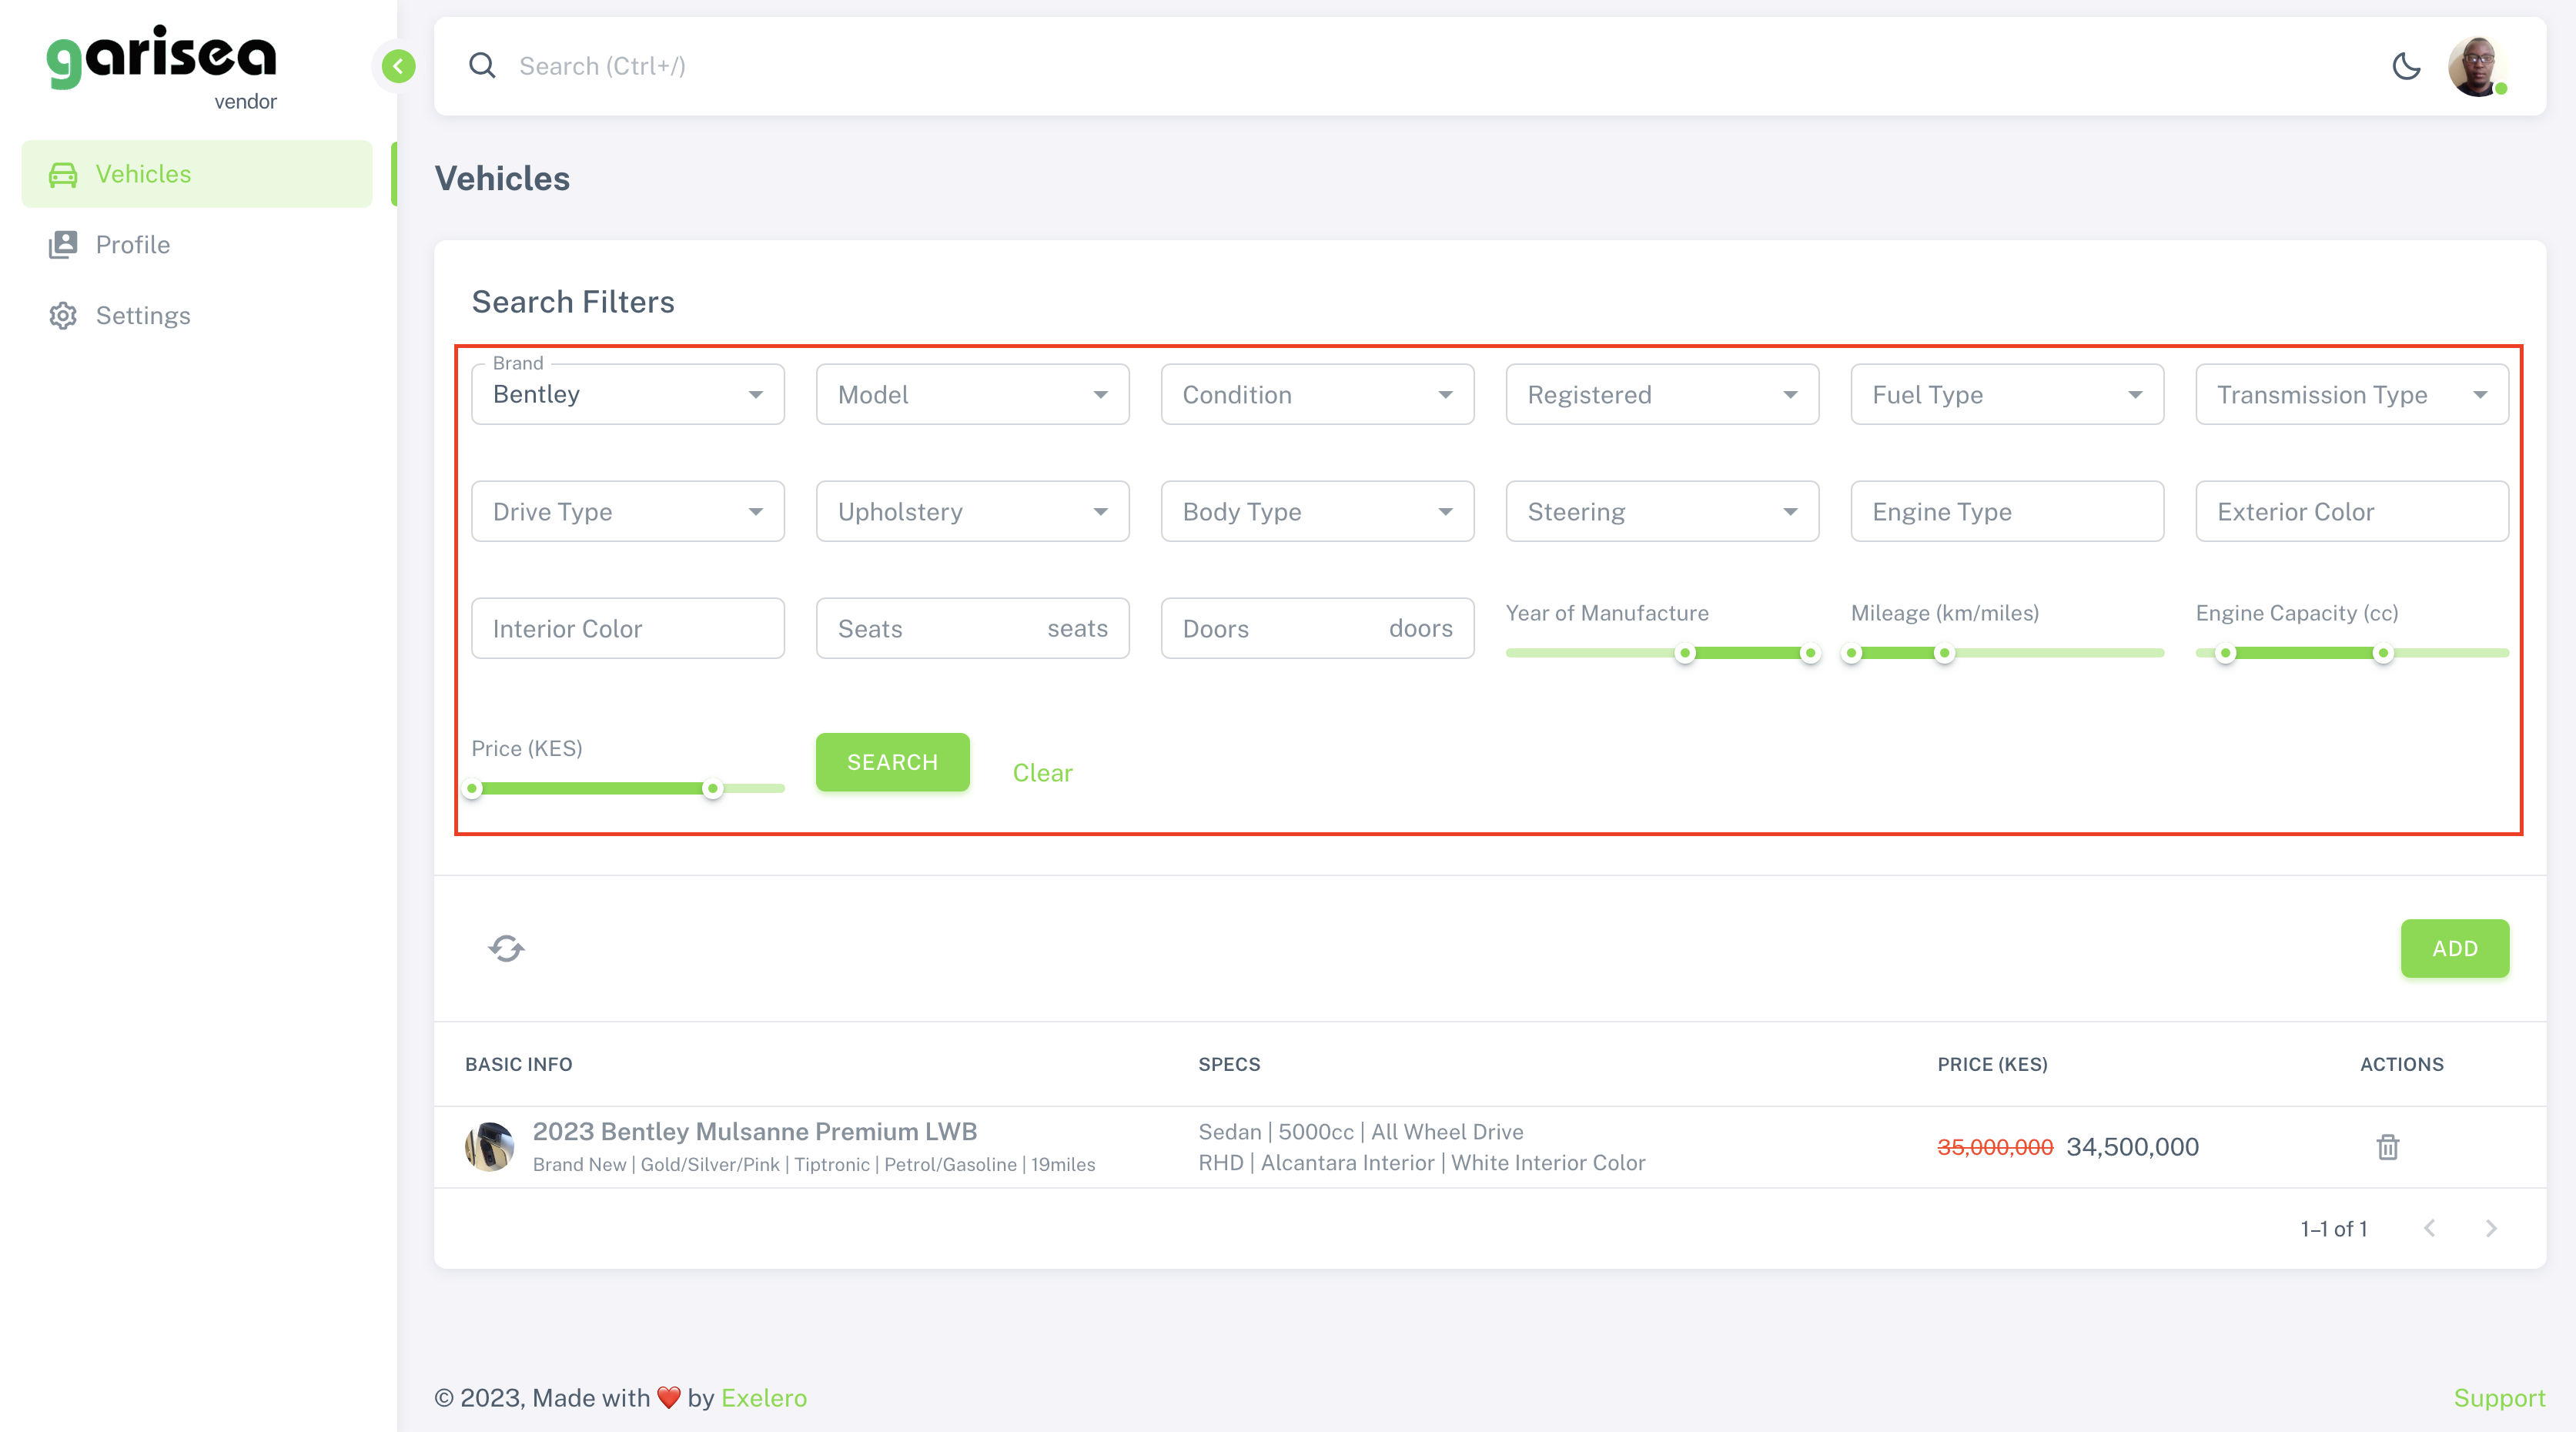 garisea
vendor
Vehicles
Profile
Settings
Search (Ctrl+/)
Vehicles
Search Filters
Brand
Bentley
Model
Condition
Registered
Fuel Type
Transmission Type
Drive Type
Upholstery
Body Type
Steering
Engine Type
Exterior Color
Interior Color
Seats seats
Doors doors
Year of Manufacture
Mileage (km/miles)
Engine Capacity (cc)
Price (KES)
SEARCH
Clear
ADD
BASIC INFO SPECS PRICE (KES) ACTIONS
2023 Bentley Mulsanne Premium LWB
Brand New | Gold/Silver/Pink | Tiptronic | Petrol/Gasoline | 19miles
Sedan | 5000cc | All Wheel Drive
RHD | Alcantara Interior | White Interior Color
35,000,000 34,500,000
1–1 of 1
© 2023, Made with ❤️ by Exelero
Support